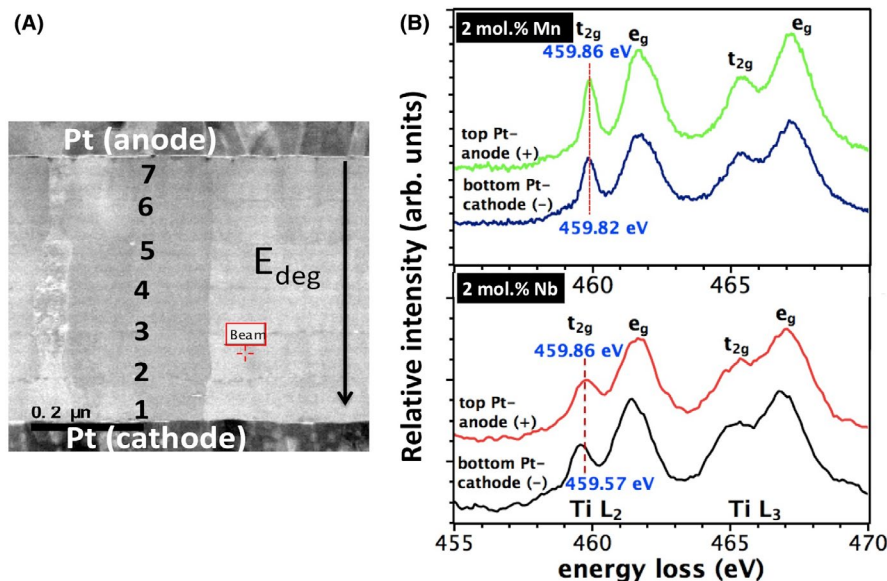 (A)
Pt (anode)
7
6
5
4
3
2
1
E_deg
Beam
0.2 μm
Pt (cathode)
(B)
Relative intensity (arb. units)
2 mol.% Mn
t₂g
eg
459.86 eV
t₂g
eg
top Pt–
anode (+)
bottom Pt–
cathode (–)
459.82 eV
460
465
2 mol.% Nb
t₂g
eg
459.86 eV
t₂g
eg
top Pt–
anode (+)
bottom Pt–
cathode (–)
459.57 eV
Ti L₂
Ti L₃
455
460
465
470
energy loss (eV)